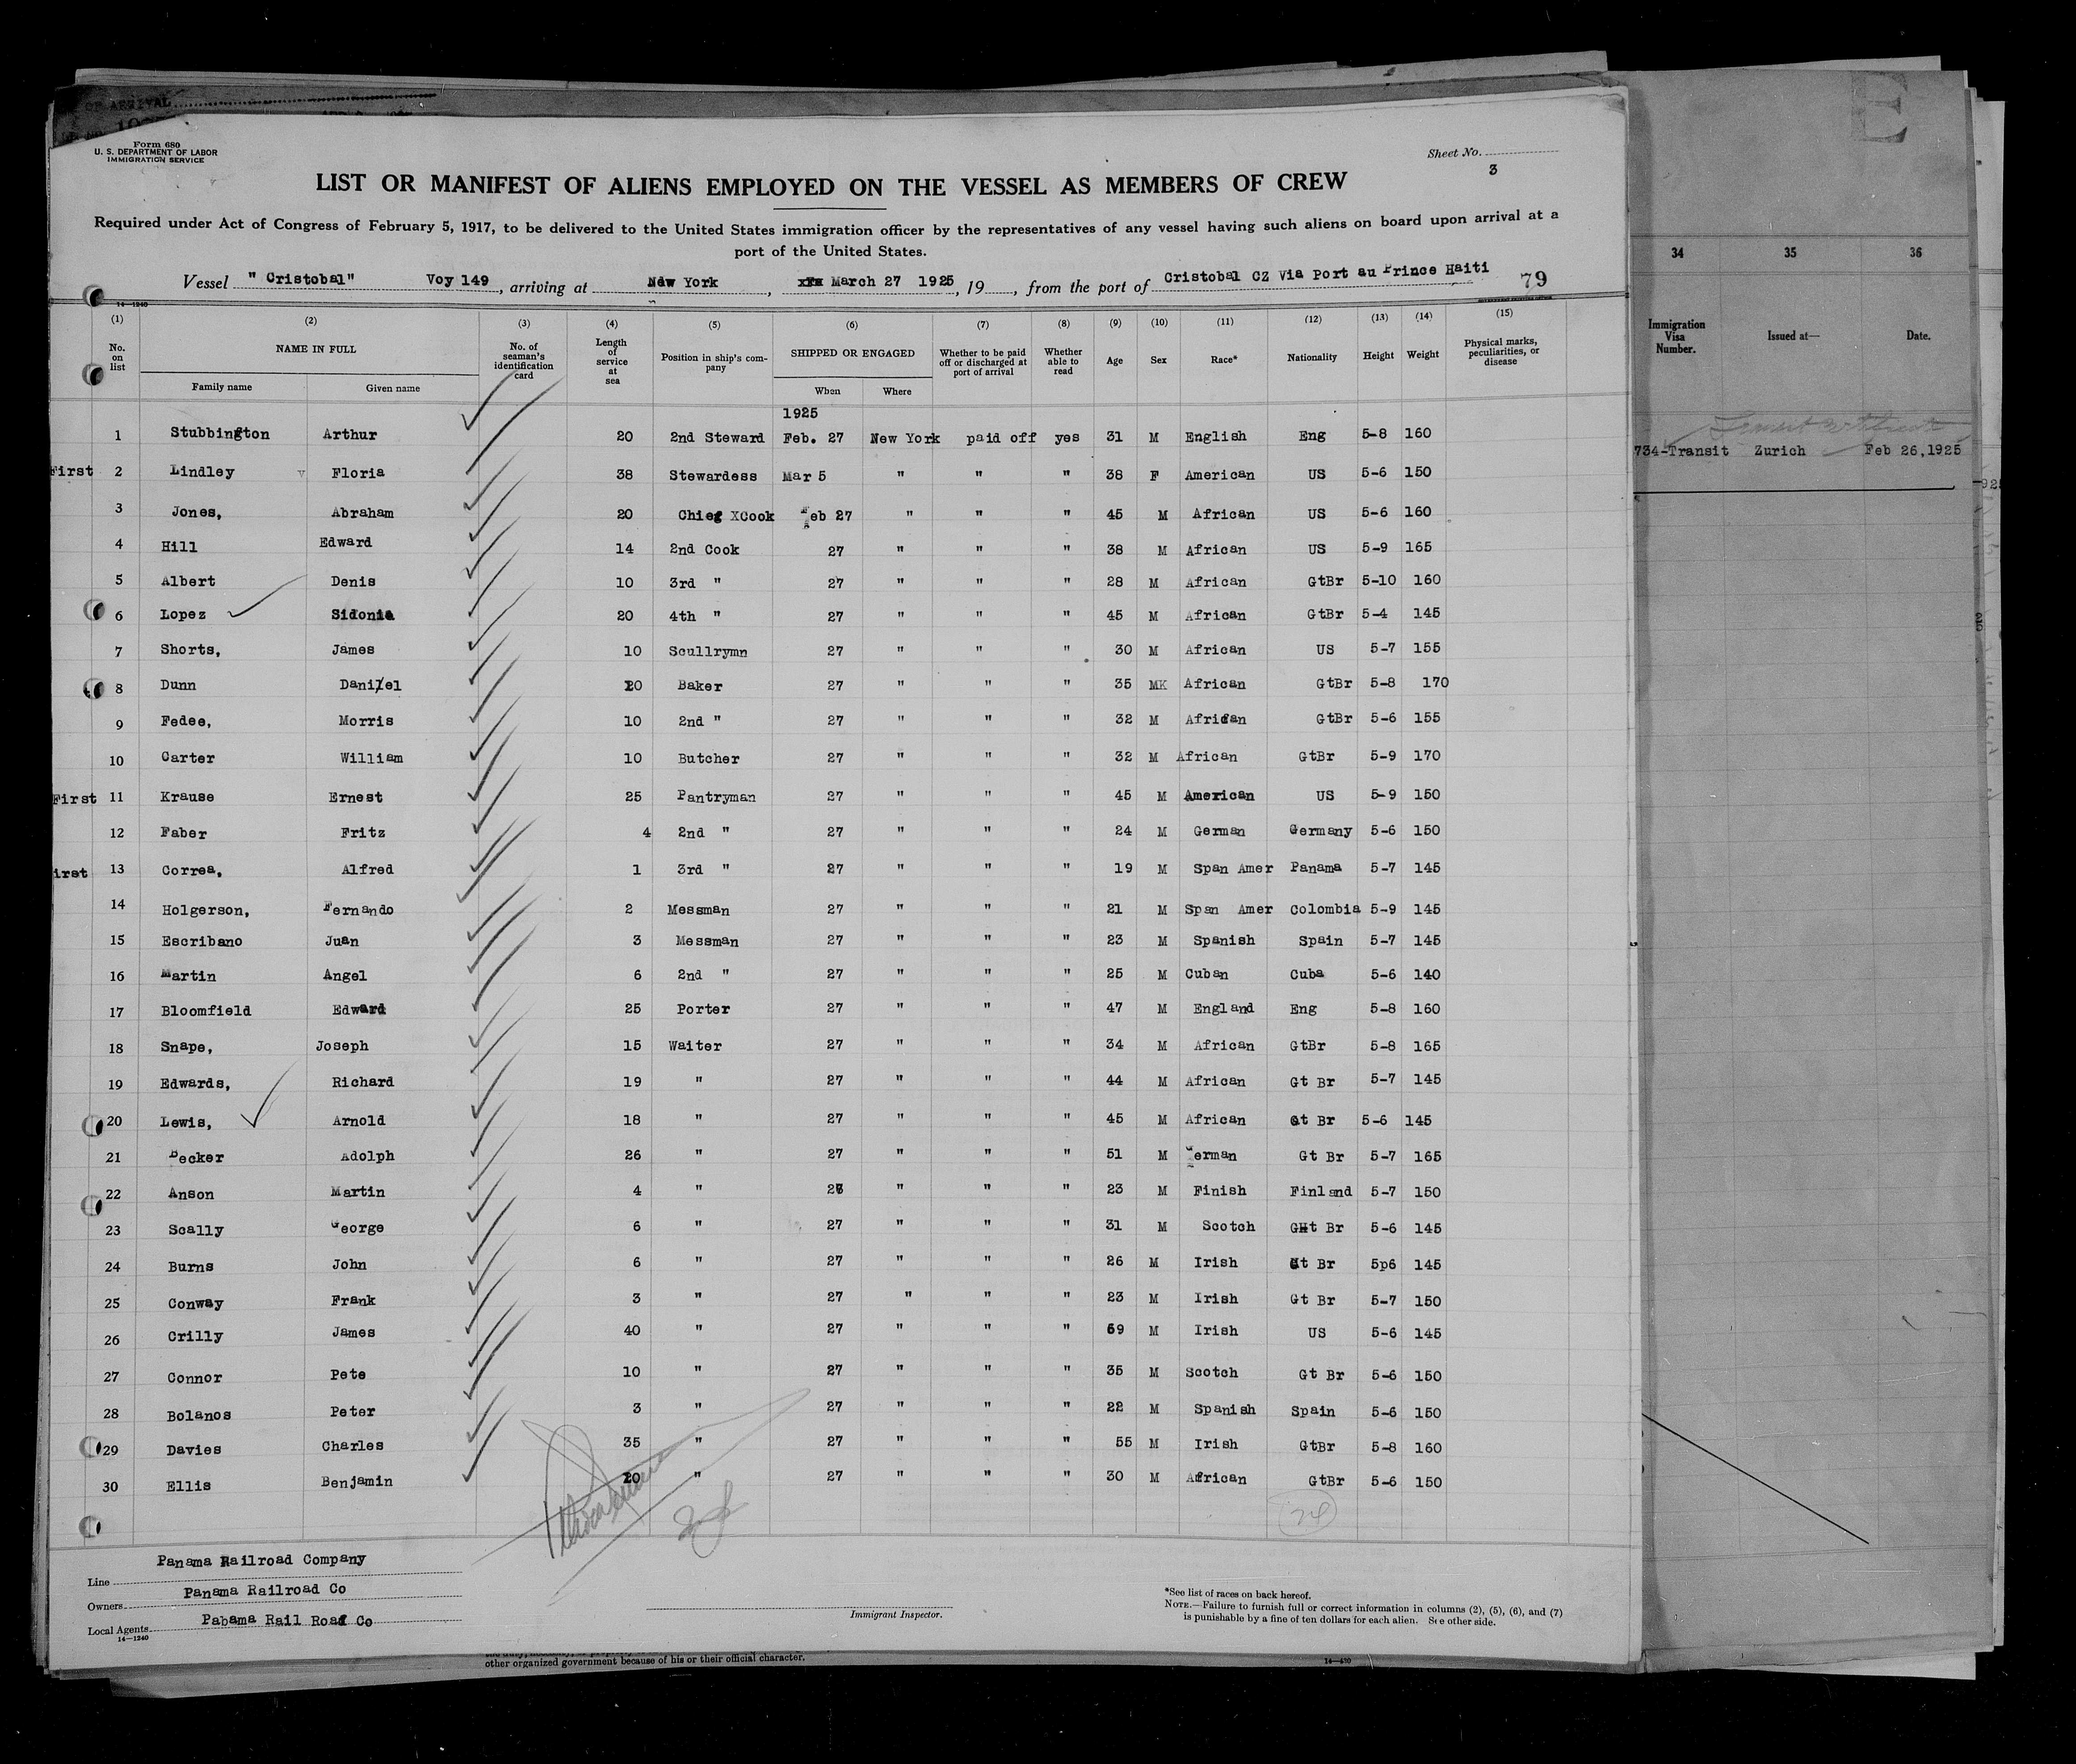 Form 680
U. S. DEPARTMENT OF LABOR
IMMIGRATION SERVICE
Sheet No.
3
LIST OR MANIFEST OF ALIENS EMPLOYED ON THE VESSEL AS MEMBERS OF CREW
Required under Act of Congress of February 5, 1917, to be delivered to the United States immigration officer by the representatives of any vessel having such aliens on board upon arrival at a
port of the United States.
Vessel " Cristobal" Voy 149, arriving at New York, March 27 1925, 19, from the port of Cristobal CZ Via Port au Prince Haiti 79
14-1240
(1) (2) (3) (4) (5) (6) (7) (8) (9) (10) (11) (12) (13) (14) (15)
No. on list NAME IN FULL Family name Given name No. of seaman's identification card Length of service at sea Position in ship's company SHIPPED OR ENGAGED When Where Whether to be paid off or discharged at port of arrival Whether able to read Age Sex Race* Nationality Height Weight Physical marks, peculiarities, or disease
1925
1 Stubbington Arthur 20 2nd Steward Feb. 27 New York paid off yes 31 M English Eng 5-8 160
First 2 Lindley Floria 38 Stewardess Mar 5 " " " 38 F American US 5-6 150
3 Jones, Abraham 20 Chief XCook Feb 27 " " " 45 M African US 5-6 160
4 Hill Edward 14 2nd Cook 27 " " " 38 M African US 5-9 165
5 Albert Denis 10 3rd " 27 " " " 28 M African GtBr 5-10 160
6 Lopez Sidonia 20 4th " 27 " " " 45 M African GtBr 5-4 145
7 Shorts, James 10 Scullrymn 27 " " " 30 M African US 5-7 155
8 Dunn Daniel 20 Baker 27 " " " 35 MK African GtBr 5-8 170
9 Fedee, Morris 10 2nd " 27 " " " 32 M African GtBr 5-6 155
10 Carter William 10 Butcher 27 " " " 32 M African GtBr 5-9 170
First 11 Krause Ernest 25 Pantryman 27 " " " 45 M American US 5-9 150
12 Faber Fritz 4 2nd " 27 " " " 24 M German Germany 5-6 150
irst 13 Correa, Alfred 1 3rd " 27 " " " 19 M Span Amer Panama 5-7 145
14 Holgerson, Fernando 2 Messman 27 " " " 21 M Span Amer Colombia 5-9 145
15 Escribano Juan 3 Messman 27 " " " 23 M Spanish Spain 5-7 145
16 Martin Angel 6 2nd " 27 " " " 25 M Cuban Cuba 5-6 140
17 Bloomfield Edward 25 Porter 27 " " " 47 M England Eng 5-8 160
18 Snape, Joseph 15 Waiter 27 " " " 34 M African GtBr 5-8 165
19 Edwards, Richard 19 " 27 " " " 44 M African Gt Br 5-7 145
20 Lewis, Arnold 18 " 27 " " " 45 M African Gt Br 5-6 145
21 Becker Adolph 26 " 27 " " " 51 M German Gt Br 5-7 165
22 Anson Martin 4 " 27 " " " 23 M Finish Finland 5-7 150
23 Scally George 6 " 27 " " " 31 M Scotch GHt Br 5-6 145
24 Burns John 6 " 27 " " " 26 M Irish Gt Br 5p6 145
25 Conway Frank 3 " 27 " " " 23 M Irish Gt Br 5-7 150
26 Crilly James 40 " 27 " " " 59 M Irish US 5-6 145
27 Connor Pete 10 " 27 " " " 35 M Scotch Gt Br 5-6 150
28 Bolanos Peter 3 " 27 " " " 22 M Spanish Spain 5-6 150
29 Davies Charles 35 " 27 " " " 55 M Irish GtBr 5-8 160
30 Ellis Benjamin 20 " 27 " " " 30 M African GtBr 5-6 150
24
Line Panama Railroad Company
Owners Panama Railroad Co
Local Agents Pabama Rail Road Co
14-1240
Immigrant Inspector.
*See list of races on back hereof.
NOTE.—Failure to furnish full or correct information in columns (2), (5), (6), and (7)
is punishable by a fine of ten dollars for each alien. See other side.
other organized government because of his or their official character.
E
34 35 36
Immigration Visa Number. Issued at— Date.
734-Transit Zurich Feb 26,1925